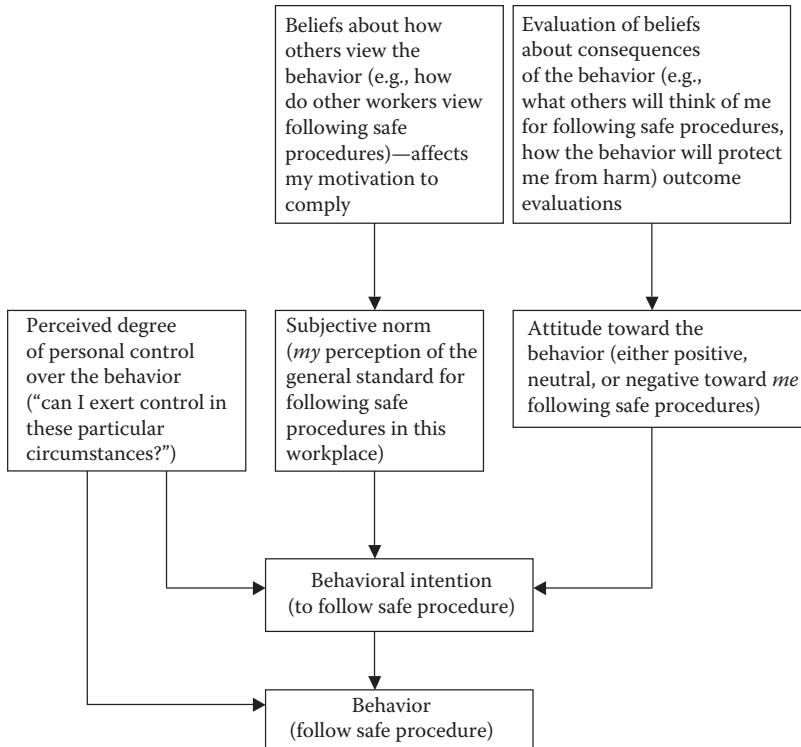 Beliefs about how
others view the
behavior (e.g., how
do other workers view
following safe
procedures)—affects
my motivation to
comply
Evaluation of beliefs
about consequences
of the behavior (e.g.,
what others will think of me
for following safe procedures,
how the behavior will protect
me from harm) outcome
evaluations
Perceived degree
of personal control
over the behavior
(“can I exert control in
these particular
circumstances?”)
Subjective norm
(my perception of the
general standard for
following safe
procedures in this
workplace)
Attitude toward the
behavior (either positive,
neutral, or negative toward me
following safe procedures)
Behavioral intention
(to follow safe procedure)
Behavior
(follow safe procedure)